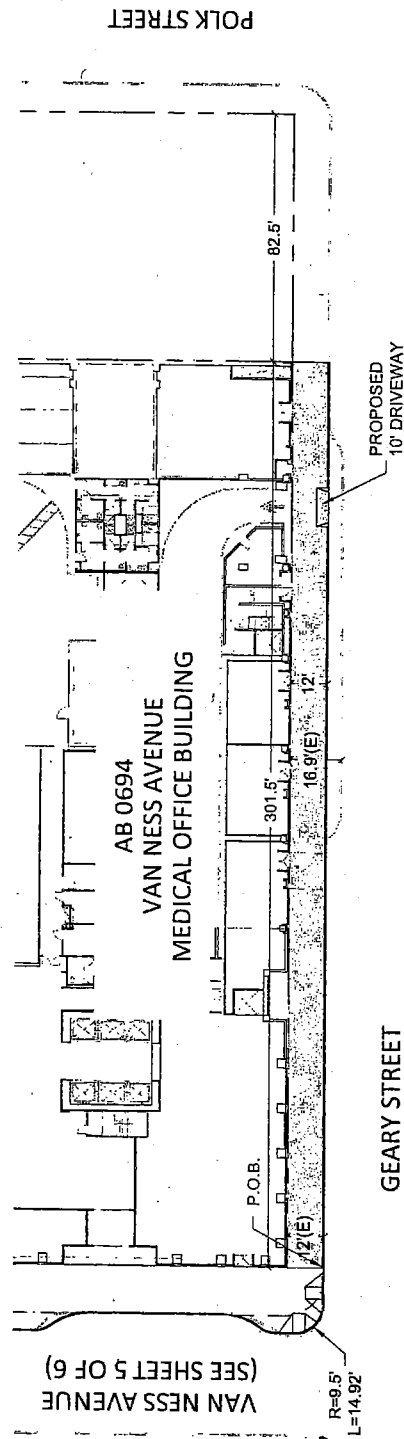 POLK STREET
82.5'
PROPOSED
10' DRIVEWAY
AB 0694
VAN NESS AVENUE
MEDICAL OFFICE BUILDING
301.5'
12'
16.9'(E)
P.O.B.
12'(E)
GEARY STREET
VAN NESS AVENUE
(SEE SHEET 5 OF 6)
R=9.5'
L=14.92'